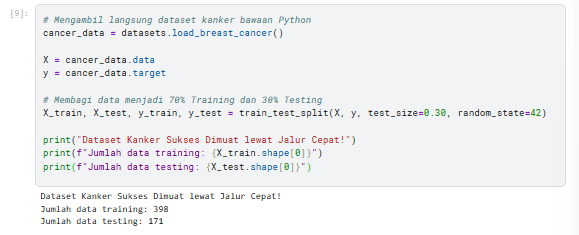 [9]:
# Mengambil langsung dataset kanker bawaan Python
cancer_data = datasets.load_breast_cancer()
X = cancer_data.data
y = cancer_data.target
# Membagi data menjadi 70% Training dan 30% Testing
X_train, X_test, y_train, y_test = train_test_split(X, y, test_size=0.30, random_state=42)
print("Dataset Kanker Sukses Dimuat lewat Jalur Cepat!")
print(f"Jumlah data training: {X_train.shape[0]}")
print(f"Jumlah data testing: {X_test.shape[0]}")
Dataset Kanker Sukses Dimuat lewat Jalur Cepat!
Jumlah data training: 398
Jumlah data testing: 171